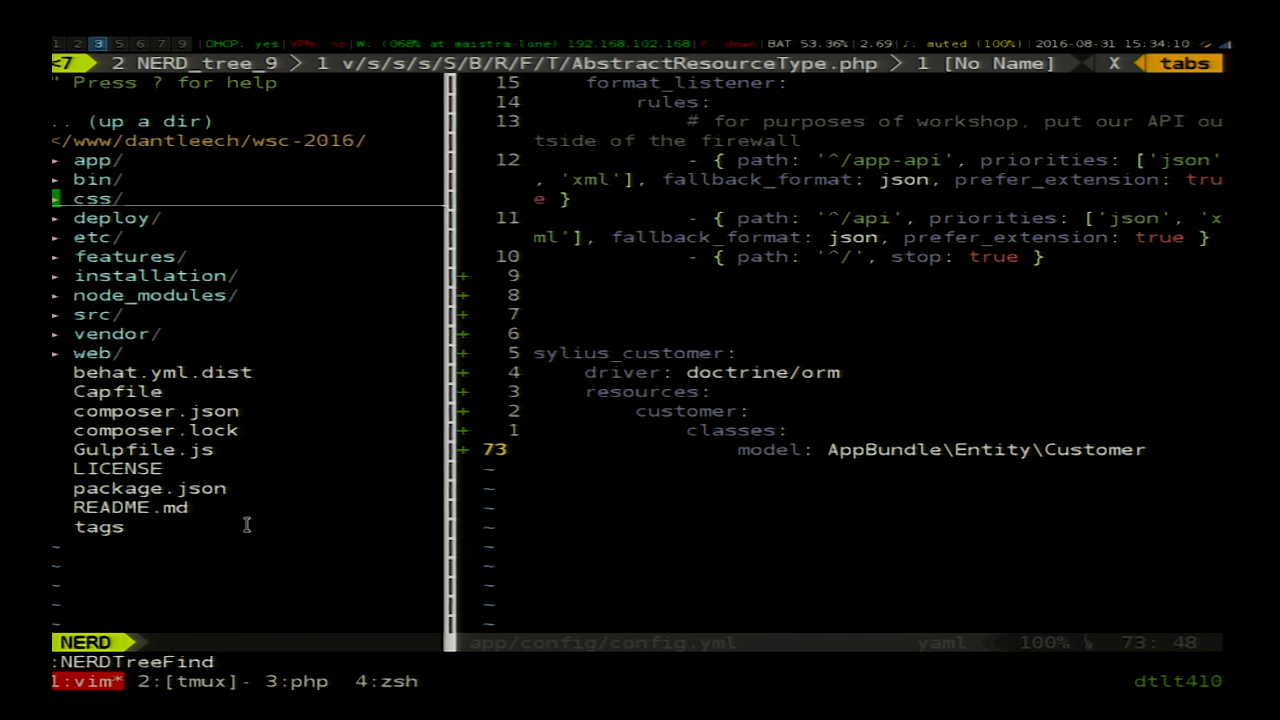 1 2 3 5 6 7 9 |DHCP: yes|VPN: no|W: (068% at maistra-lone) 192.168.102.168|E: down|BAT 53.36%|2.69|♪: muted (100%)|2016-08-31 15:34:10
<7 2 NERD_tree_9 > 1 v/s/s/s/S/B/R/F/T/AbstractResourceType.php > 1 [No Name] X tabs
" Press ? for help
.. (up a dir)
</www/dantleech/wsc-2016/
▸ app/
▸ bin/
▸ css/
▸ deploy/
▸ etc/
▸ features/
▸ installation/
▸ node_modules/
▸ src/
▸ vendor/
▸ web/
behat.yml.dist
Capfile
composer.json
composer.lock
Gulpfile.js
LICENSE
package.json
README.md
tags
~
~
~
~
~
15 format_listener:
14 rules:
13 # for purposes of workshop, put our API ou
tside of the firewall
12 - { path: '^/app-api', priorities: ['json'
, 'xml'], fallback_format: json, prefer_extension: tru
e }
11 - { path: '^/api', priorities: ['json', 'x
ml'], fallback_format: json, prefer_extension: true }
10 - { path: '^/', stop: true }
+ 9
+ 8
+ 7
+ 6
+ 5 sylius_customer:
+ 4 driver: doctrine/orm
+ 3 resources:
+ 2 customer:
+ 1 classes:
+ 73 model: AppBundle\Entity\Customer
~
~
~
~
~
~
~
~
~
NERD
app/config/config.yml yaml 100% 73: 48
:NERDTreeFind
1:vim* 2:[tmux]- 3:php 4:zsh dtlt410